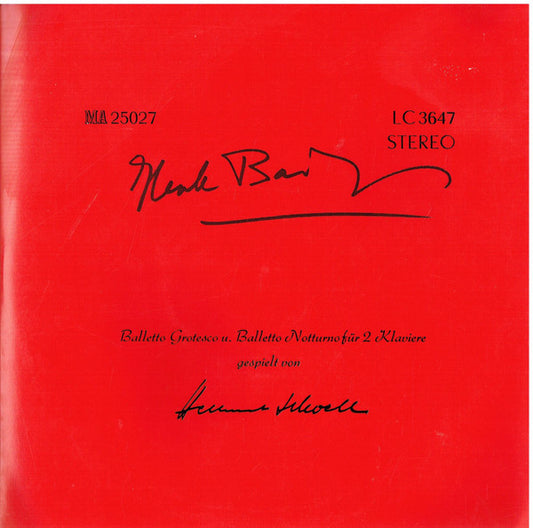 MA 25027
LC 3647
STEREO
Balletto Grotesco u. Balletto Notturno für 2 Klaviere
gespielt von